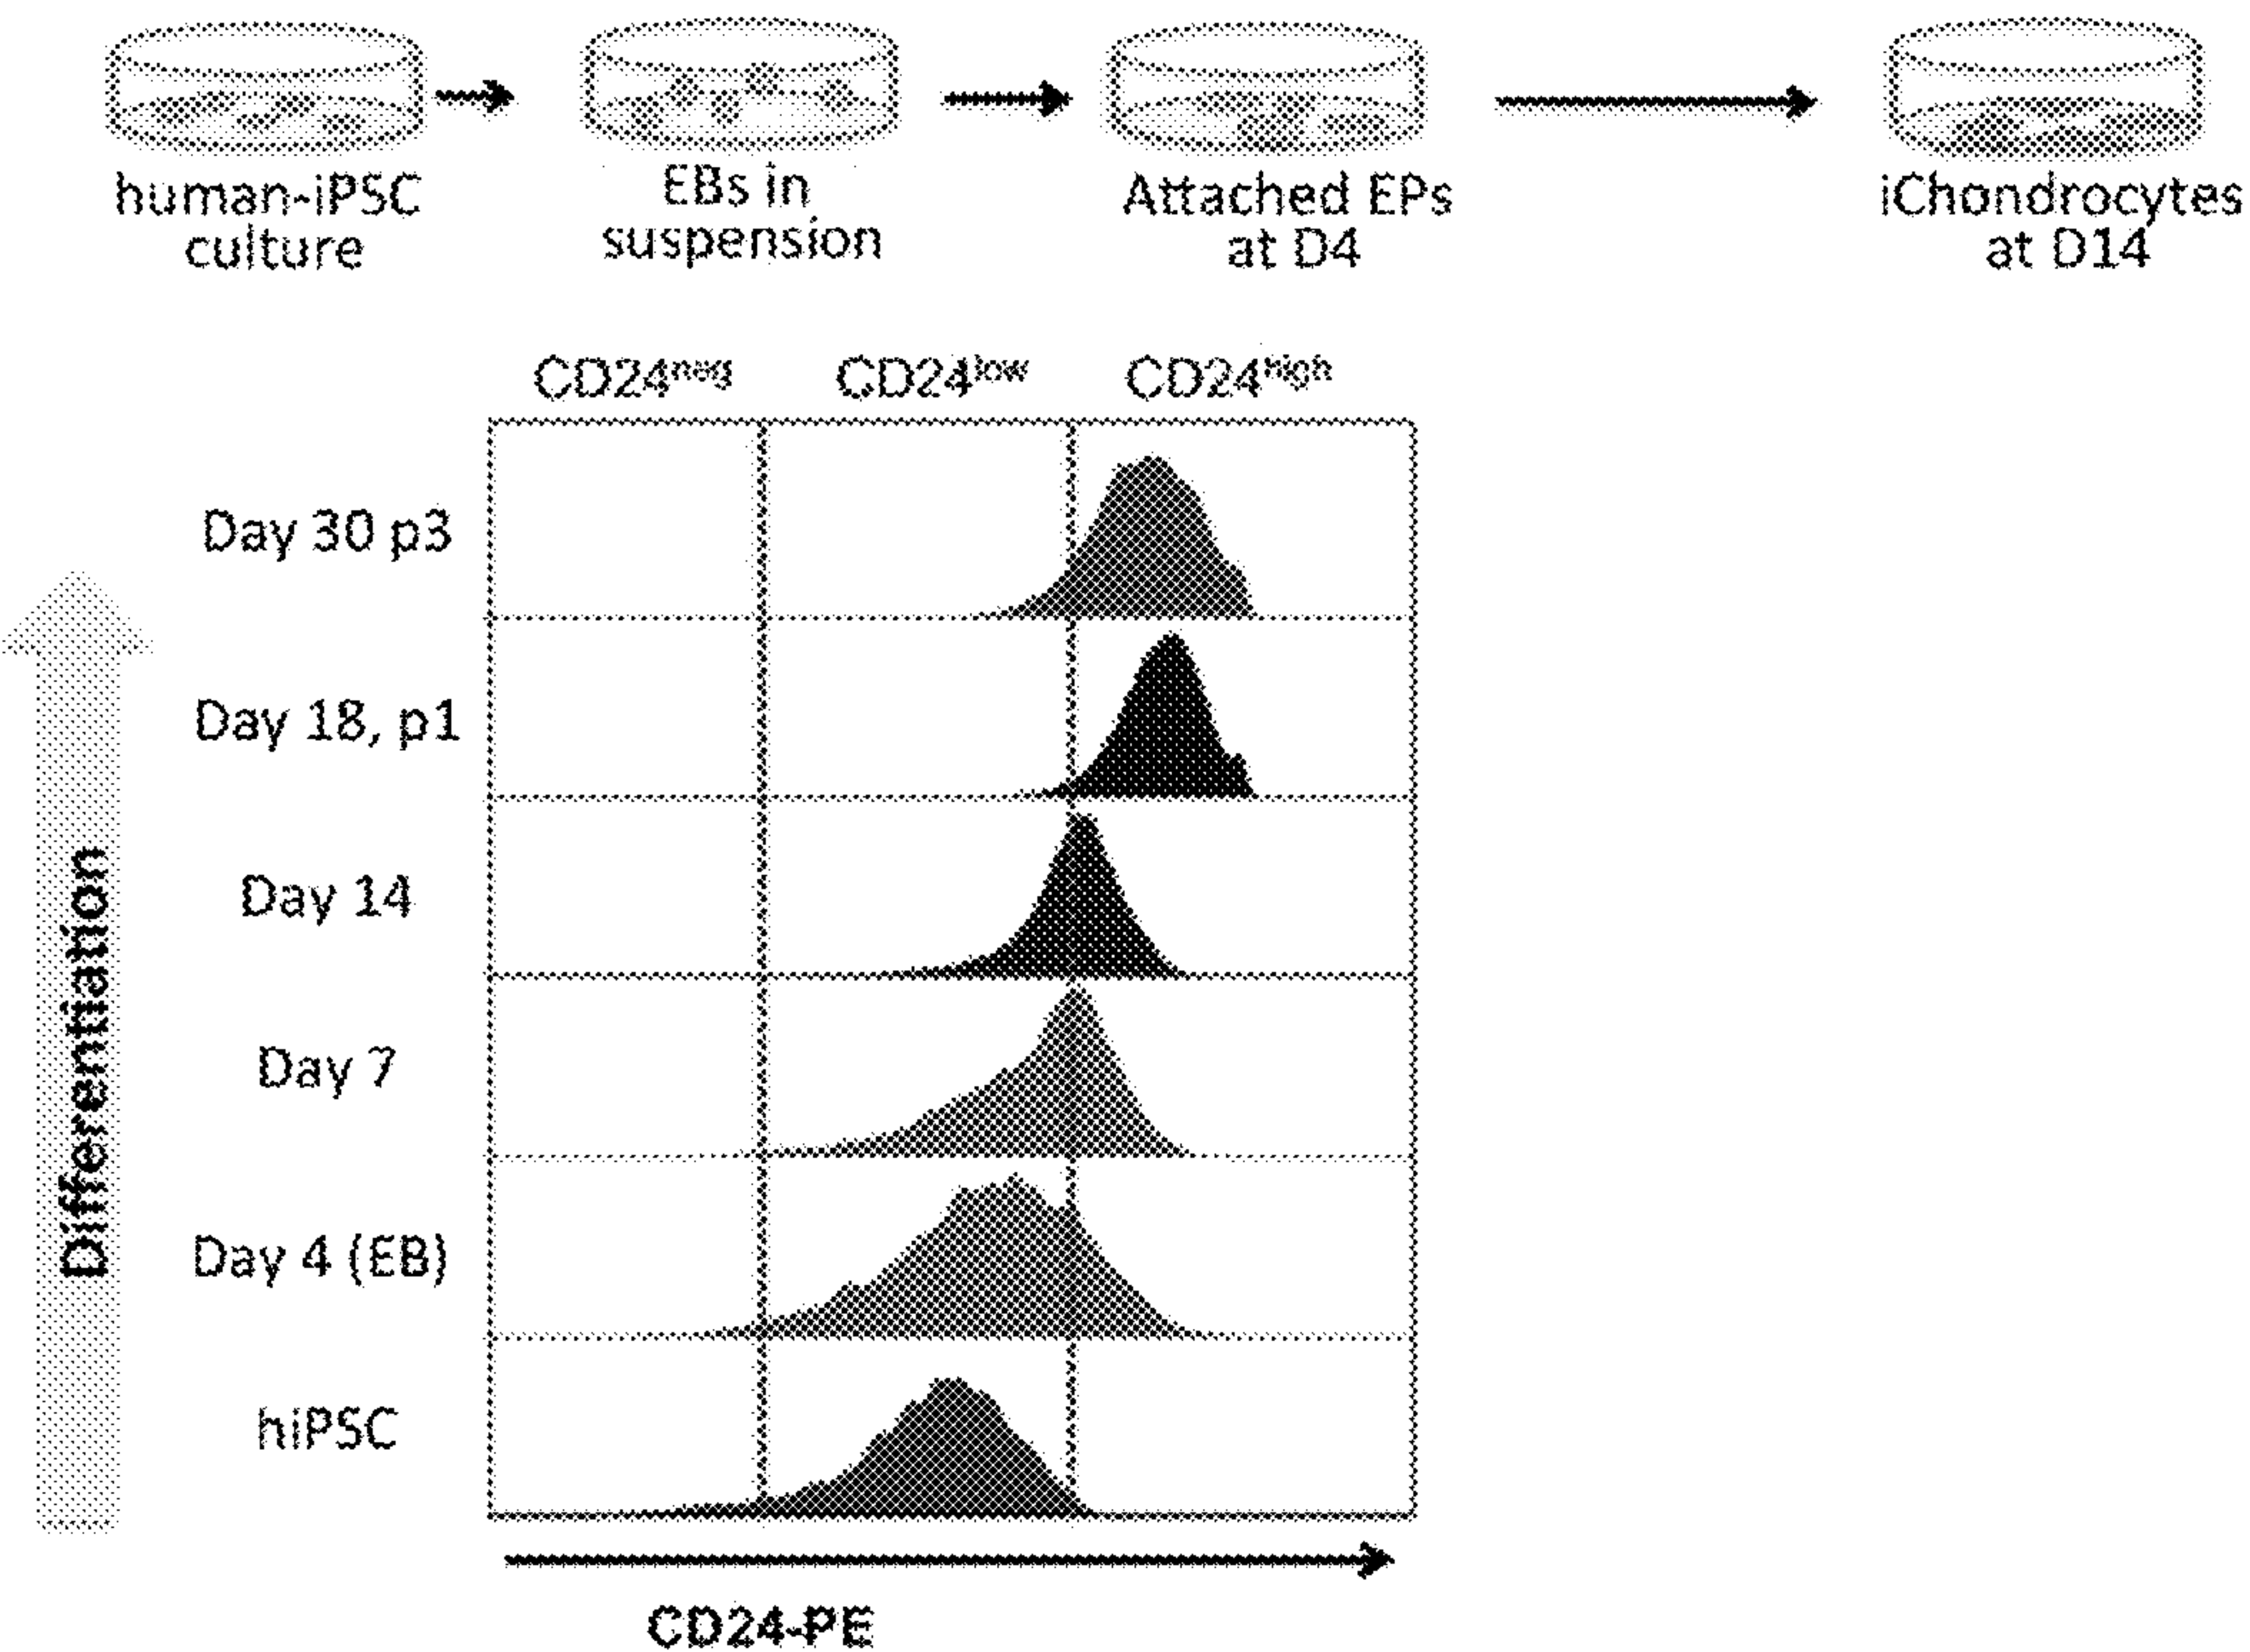 human-iPSC
culture
EBs in
suspension
Attached EPs
at D4
iChondrocytes
at D14
CD24neg
CD24low
CD24high
Day 30 p3
Day 18, p1
Day 14
Day 7
Day 4 (EB)
hiPSC
Differentiation
CD24-PE